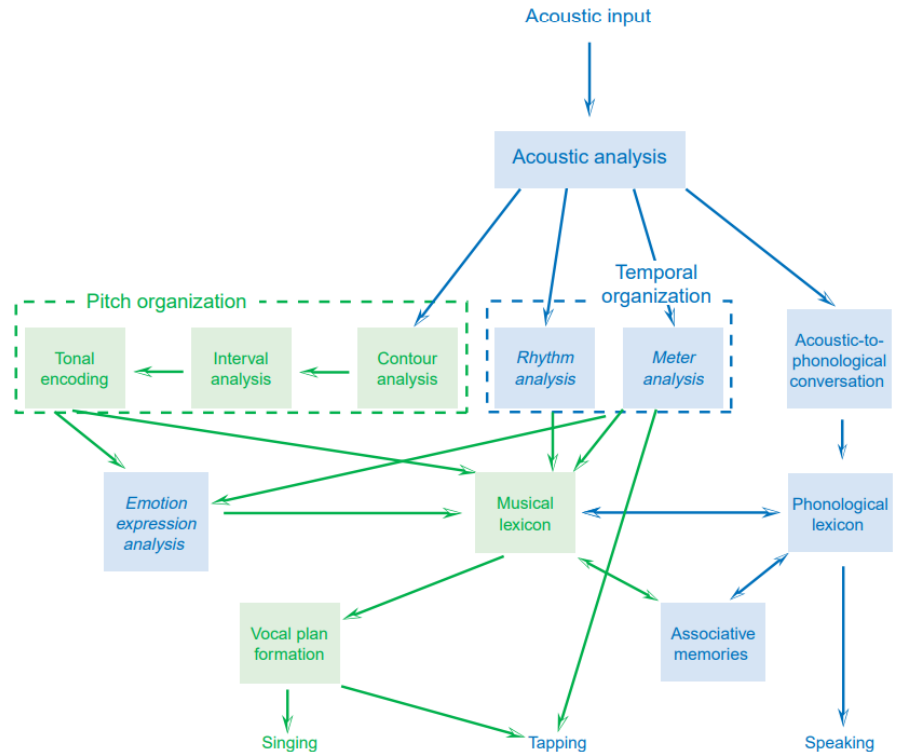 Acoustic input
Acoustic analysis
Temporal
organization
Pitch organization
Tonal
encoding
Interval
analysis
Contour
analysis
Rhythm
analysis
Meter
analysis
Acoustic-to-
phonological
conversation
Emotion
expression
analysis
Musical
lexicon
Phonological
lexicon
Vocal plan
formation
Associative
memories
Singing
Tapping
Speaking